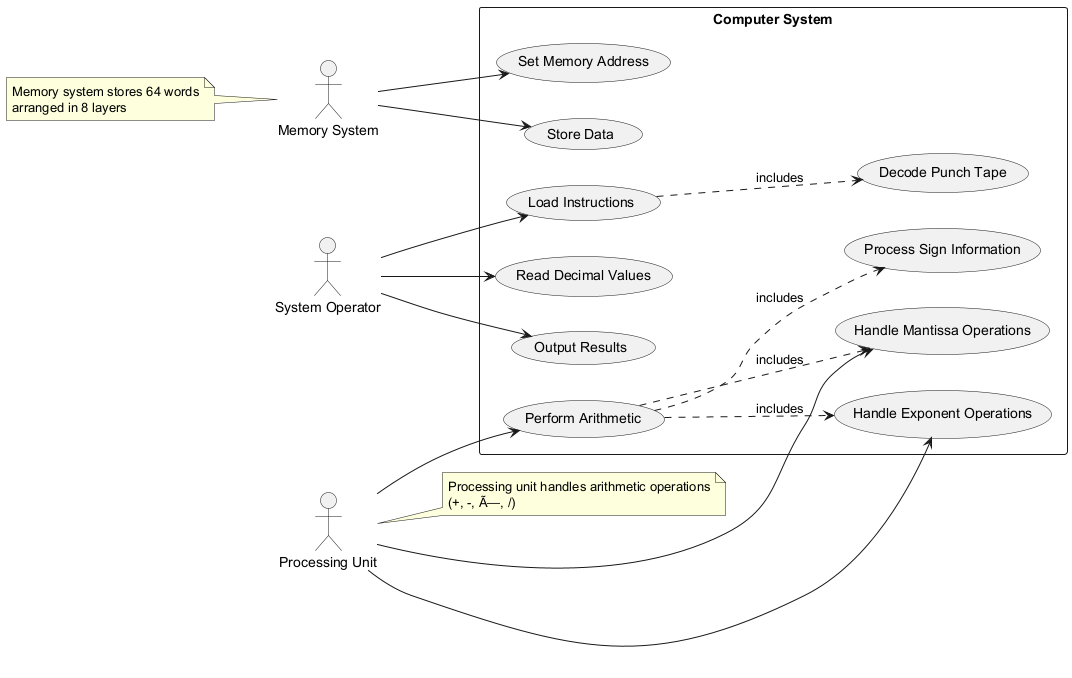 Computer System
Set Memory Address
Memory system stores 64 words
arranged in 8 layers
Memory System
Store Data
Decode Punch Tape
includes
Load Instructions
Process Sign Information
System Operator
Read Decimal Values
includes
Handle Mantissa Operations
Output Results
includes
Handle Exponent Operations
includes
Perform Arithmetic
Processing unit handles arithmetic operations
(+, -, Ã—, /)
Processing Unit